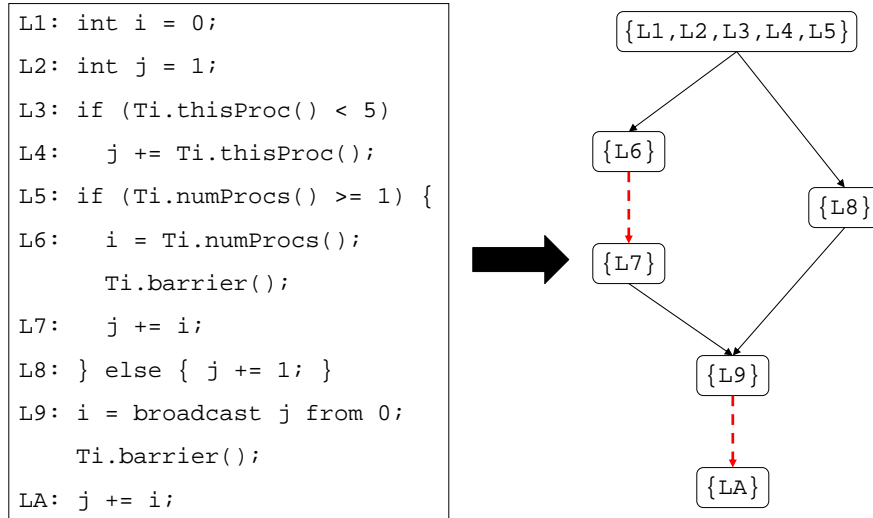 L1: int i = 0;
L2: int j = 1;
L3: if (Ti.thisProc() < 5)
L4:   j += Ti.thisProc();
L5: if (Ti.numProcs() >= 1) {
L6:   i = Ti.numProcs();
      Ti.barrier();
L7:   j += i;
L8: } else { j += 1; }
L9: i = broadcast j from 0;
    Ti.barrier();
LA: j += i;
{L1,L2,L3,L4,L5}
{L6}
{L8}
{L7}
{L9}
{LA}